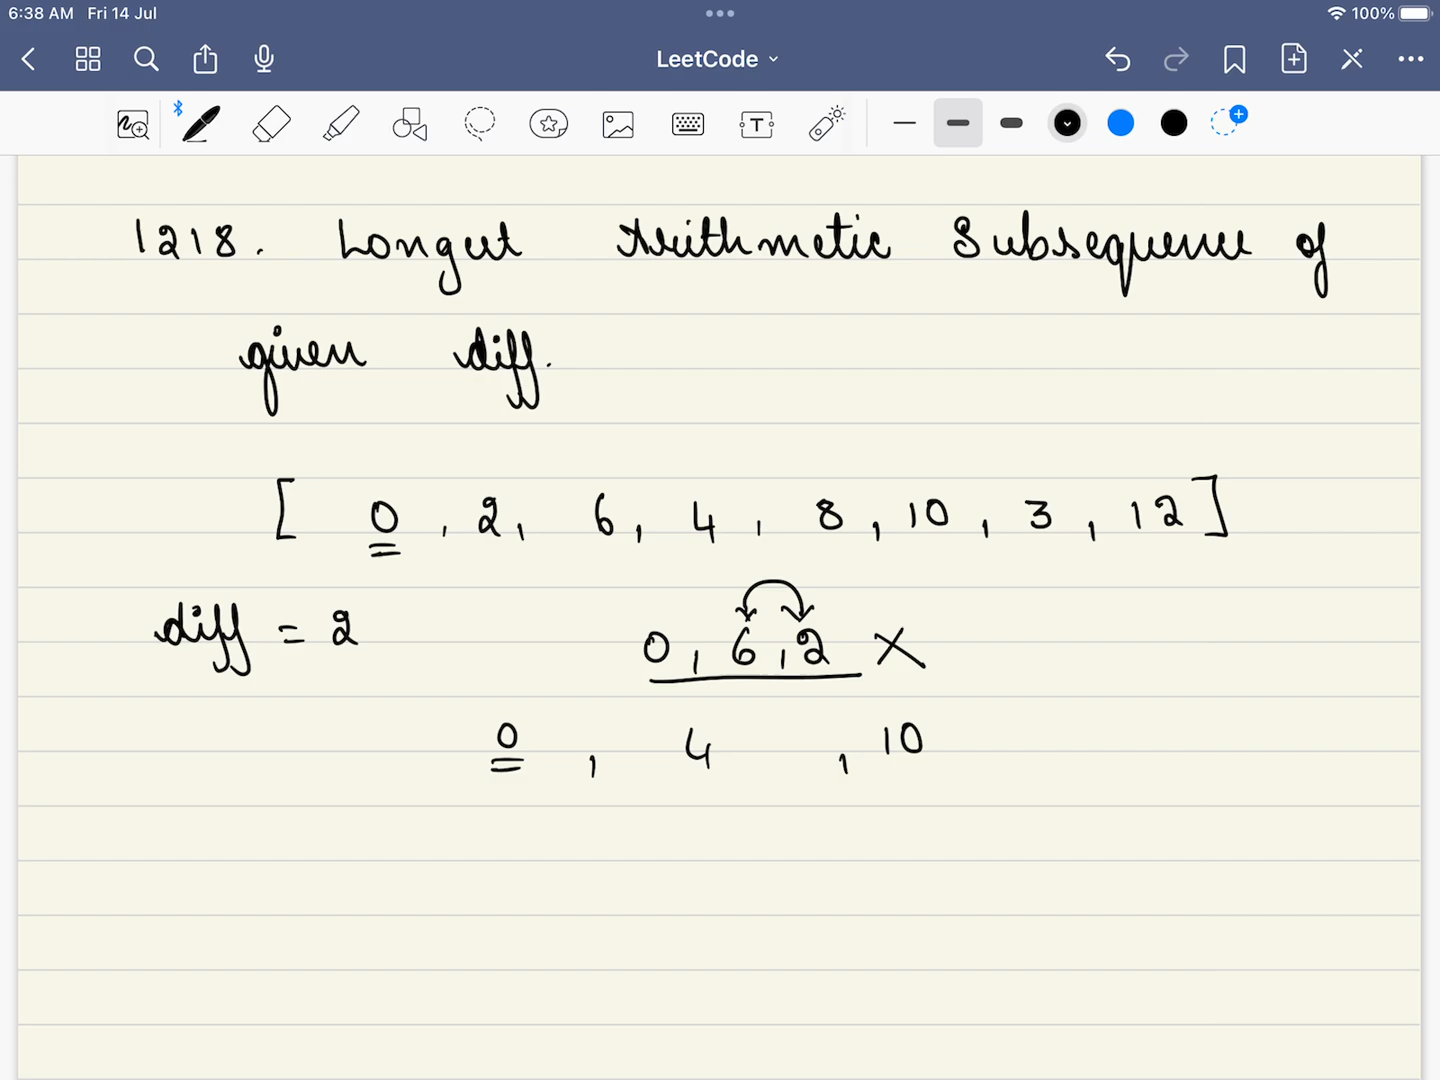 6:38 AM Fri 14 Jul
100%
LeetCode
T
1218. Longest Arithmetic Subsequence of
given diff.
[ 0 , 2, 6, 4 , 8 , 10 , 3 , 12 ]
diff = 2
0 , 6 , 2 X
0 , 4 , 10